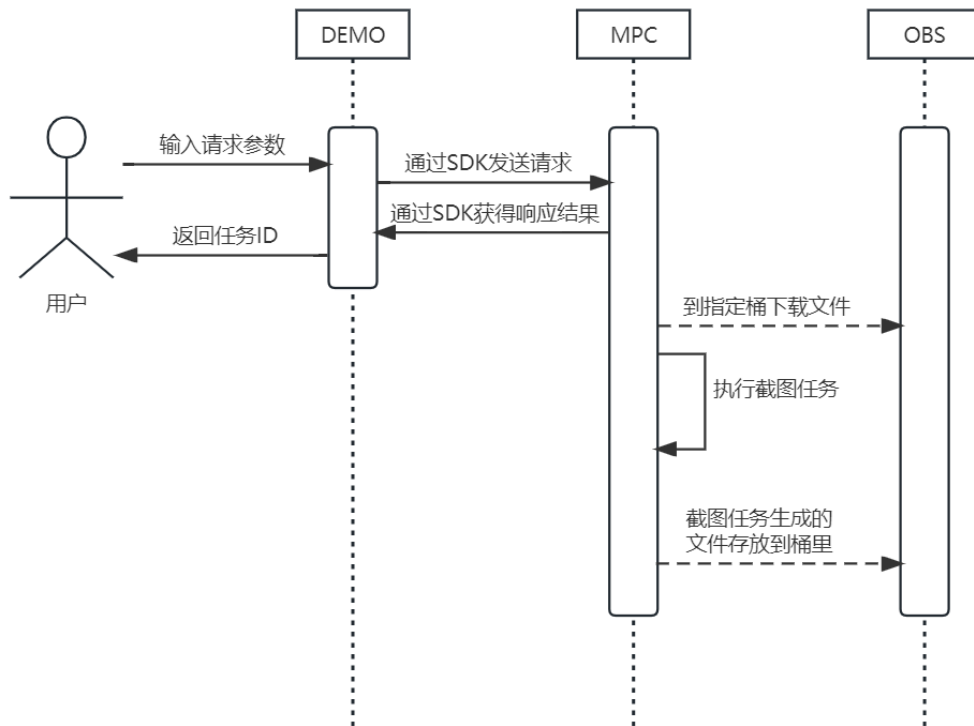 DEMO
MPC
OBS
输入请求参数
通过SDK发送请求
通过SDK获得响应结果
返回任务ID
用户
到指定桶下载文件
执行截图任务
截图任务生成的
文件存放到桶里